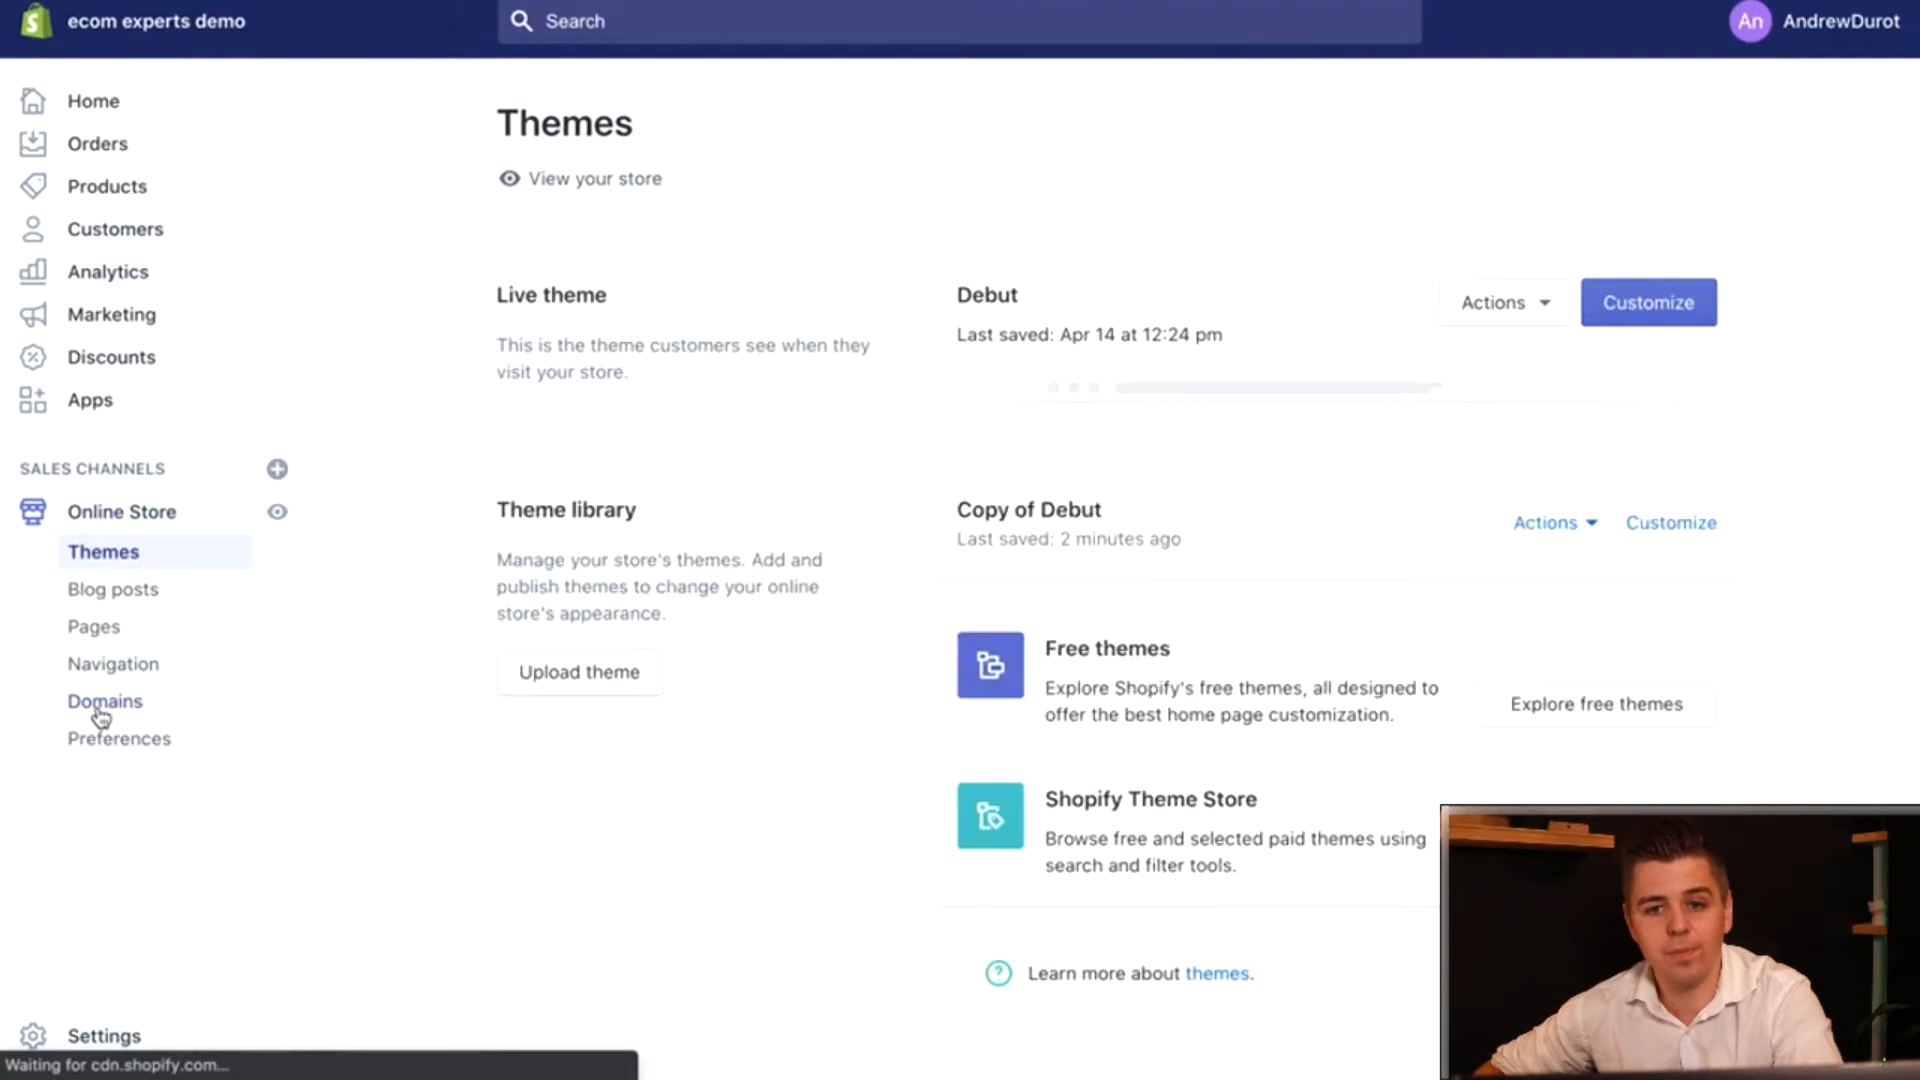 ecom experts demo
Search
An
AndrewDurot
Home
Orders
Products
Customers
Analytics
Marketing
Discounts
Apps
SALES CHANNELS
Online Store
Themes
Blog posts
Pages
Navigation
Domains
Preferences
Settings
Waiting for cdn.shopify.com...
Themes
View your store
Live theme
This is the theme customers see when they
visit your store.
Debut
Last saved: Apr 14 at 12:24 pm
Actions
Customize
Theme library
Manage your store's themes. Add and
publish themes to change your online
store's appearance.
Upload theme
Copy of Debut
Last saved: 2 minutes ago
Actions
Customize
Free themes
Explore Shopify's free themes, all designed to
offer the best home page customization.
Explore free themes
Shopify Theme Store
Browse free and selected paid themes using
search and filter tools.
Learn more about themes.